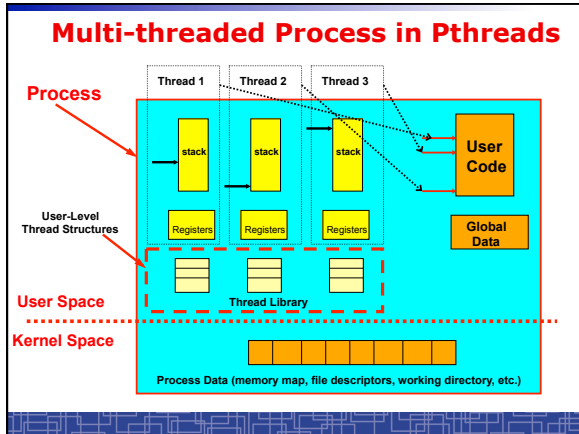 Multi-threaded Process in Pthreads
Thread 1
Thread 2
Thread 3
Process
stack
stack
stack
User
Code
User-Level
Thread Structures
Registers
Registers
Registers
Global
Data
Thread Library
User Space
Kernel Space
Process Data (memory map, file descriptors, working directory, etc.)